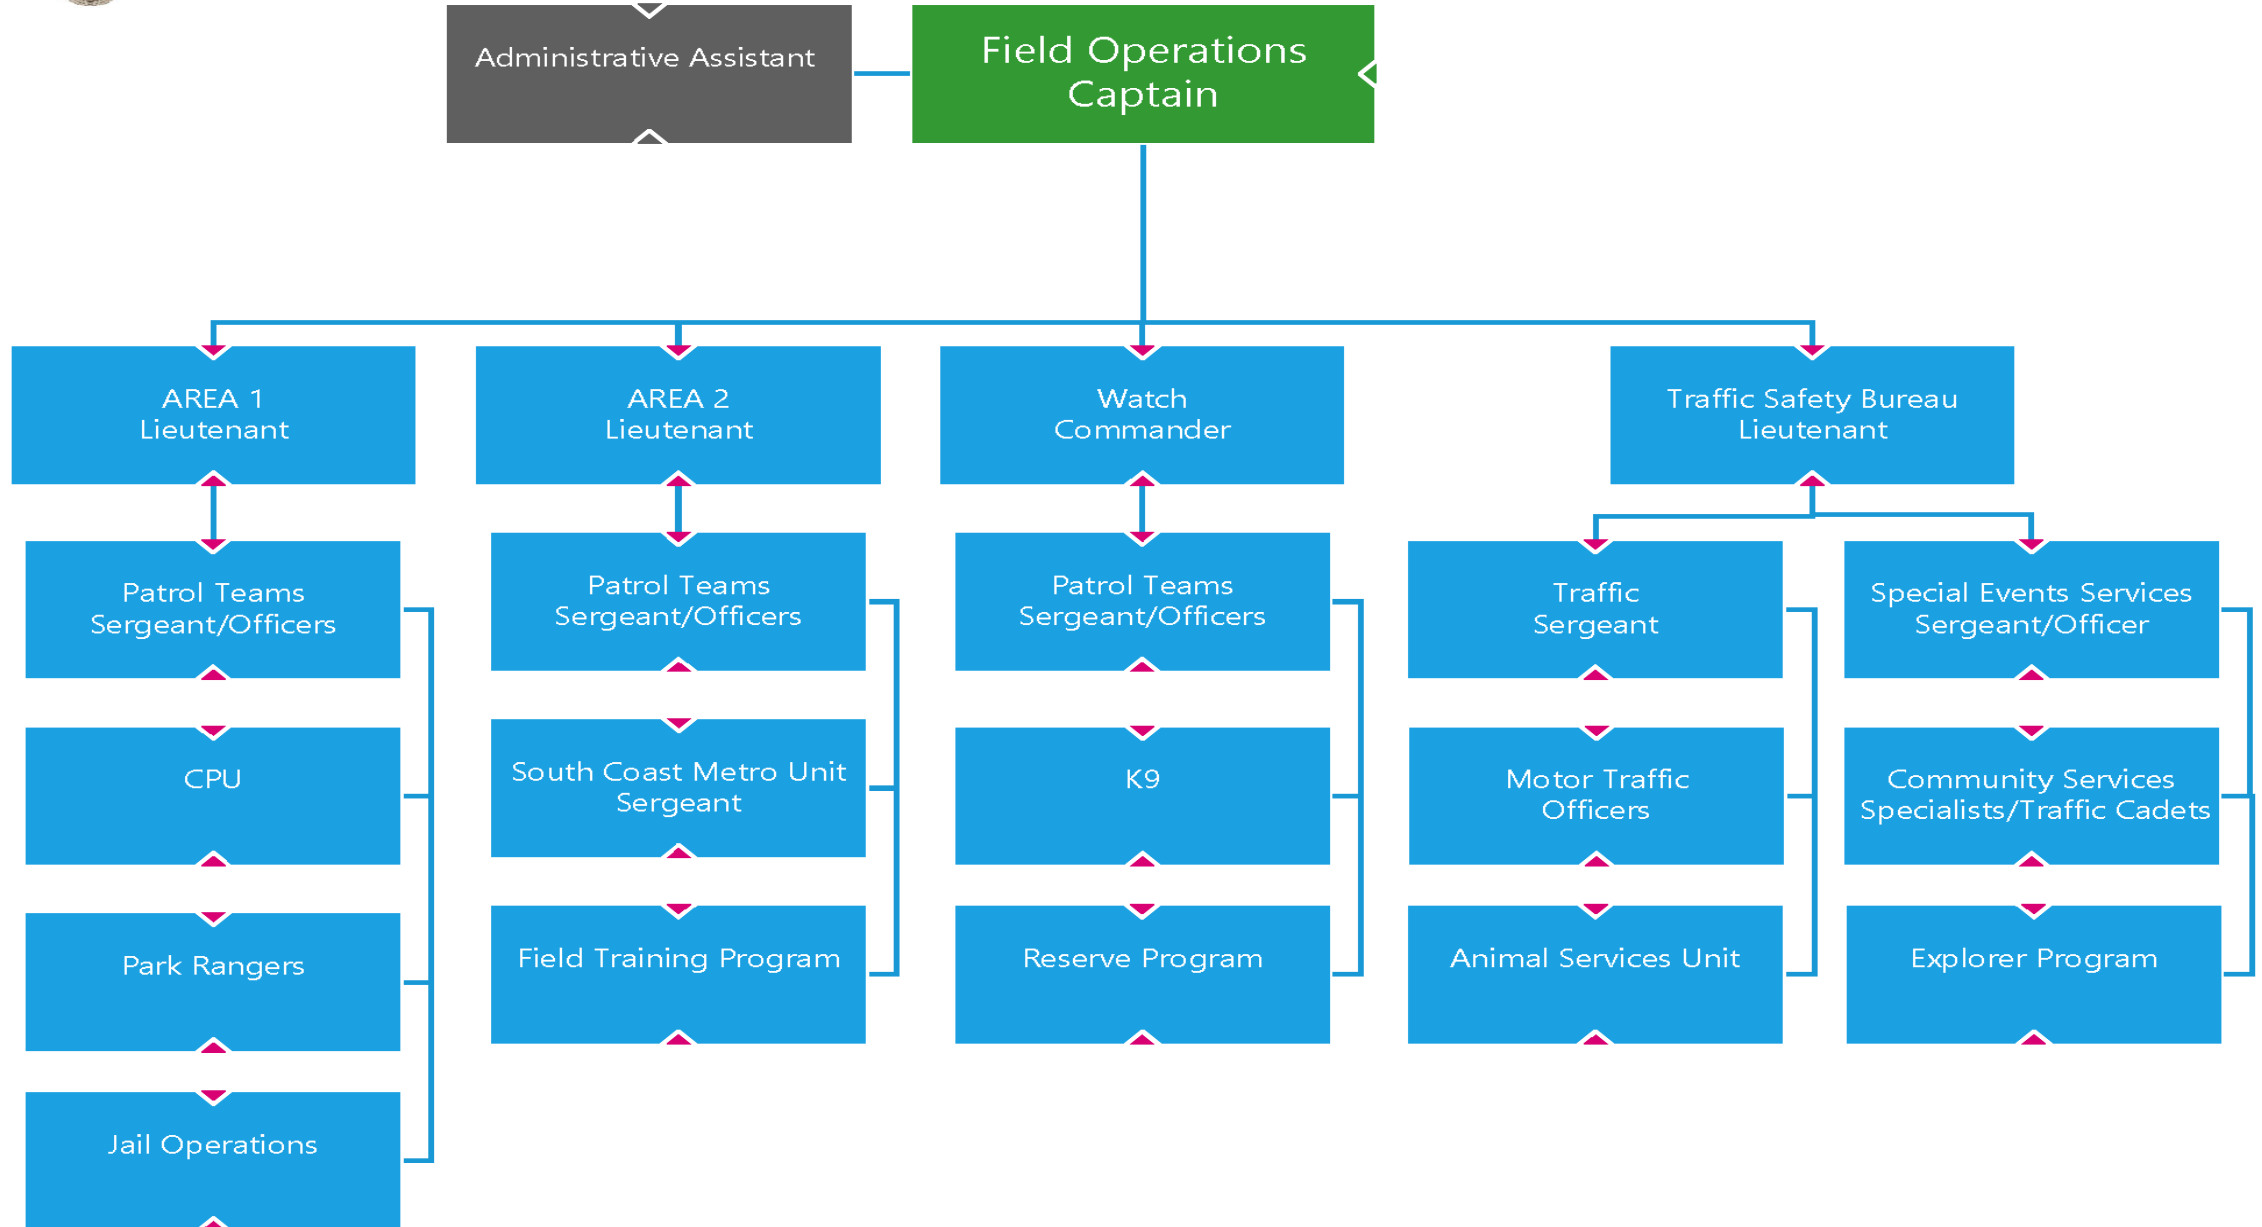 Administrative Assistant
Field Operations
Captain
AREA 1
Lieutenant
AREA 2
Lieutenant
Watch
Commander
Traffic Safety Bureau
Lieutenant
Patrol Teams
Sergeant/Officers
CPU
Park Rangers
Jail Operations
Patrol Teams
Sergeant/Officers
South Coast Metro Unit
Sergeant
Field Training Program
Patrol Teams
Sergeant/Officers
K9
Reserve Program
Traffic
Sergeant
Motor Traffic
Officers
Animal Services Unit
Special Events Services
Sergeant/Officer
Community Services
Specialists/Traffic Cadets
Explorer Program